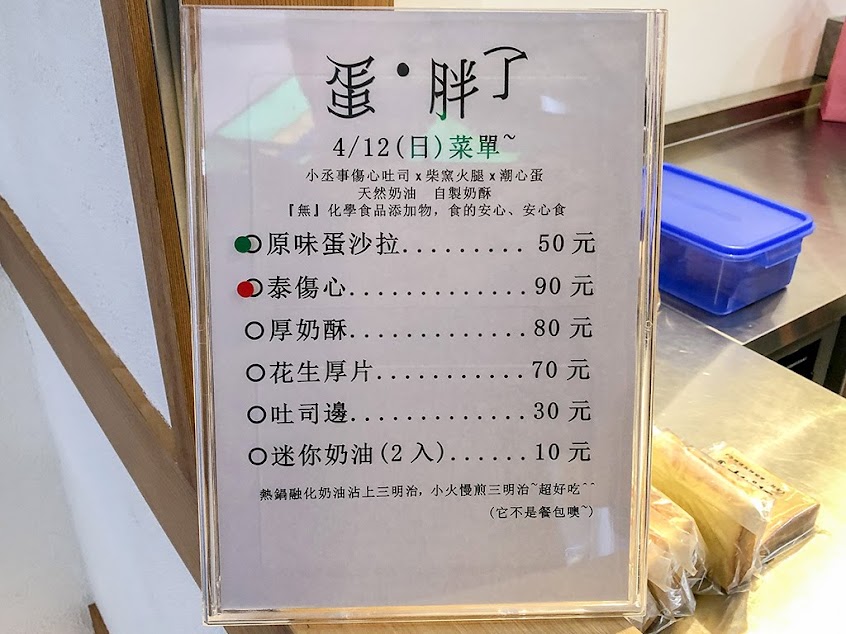 蛋·胖了
4/12(日)菜單~
小丞事傷心吐司 x 柴窯火腿 x 潮心蛋
天然奶油　自製奶酥
『無』化學食品添加物，食的安心、安心食
○原味蛋沙拉.........50元
○泰傷心............90元
○厚奶酥............80元
○花生厚片...........70元
○吐司邊............30元
○迷你奶油(2入)......10元
熱鍋融化奶油沾上三明治，小火慢煎三明治~超好吃^^
(它不是餐包噢~)